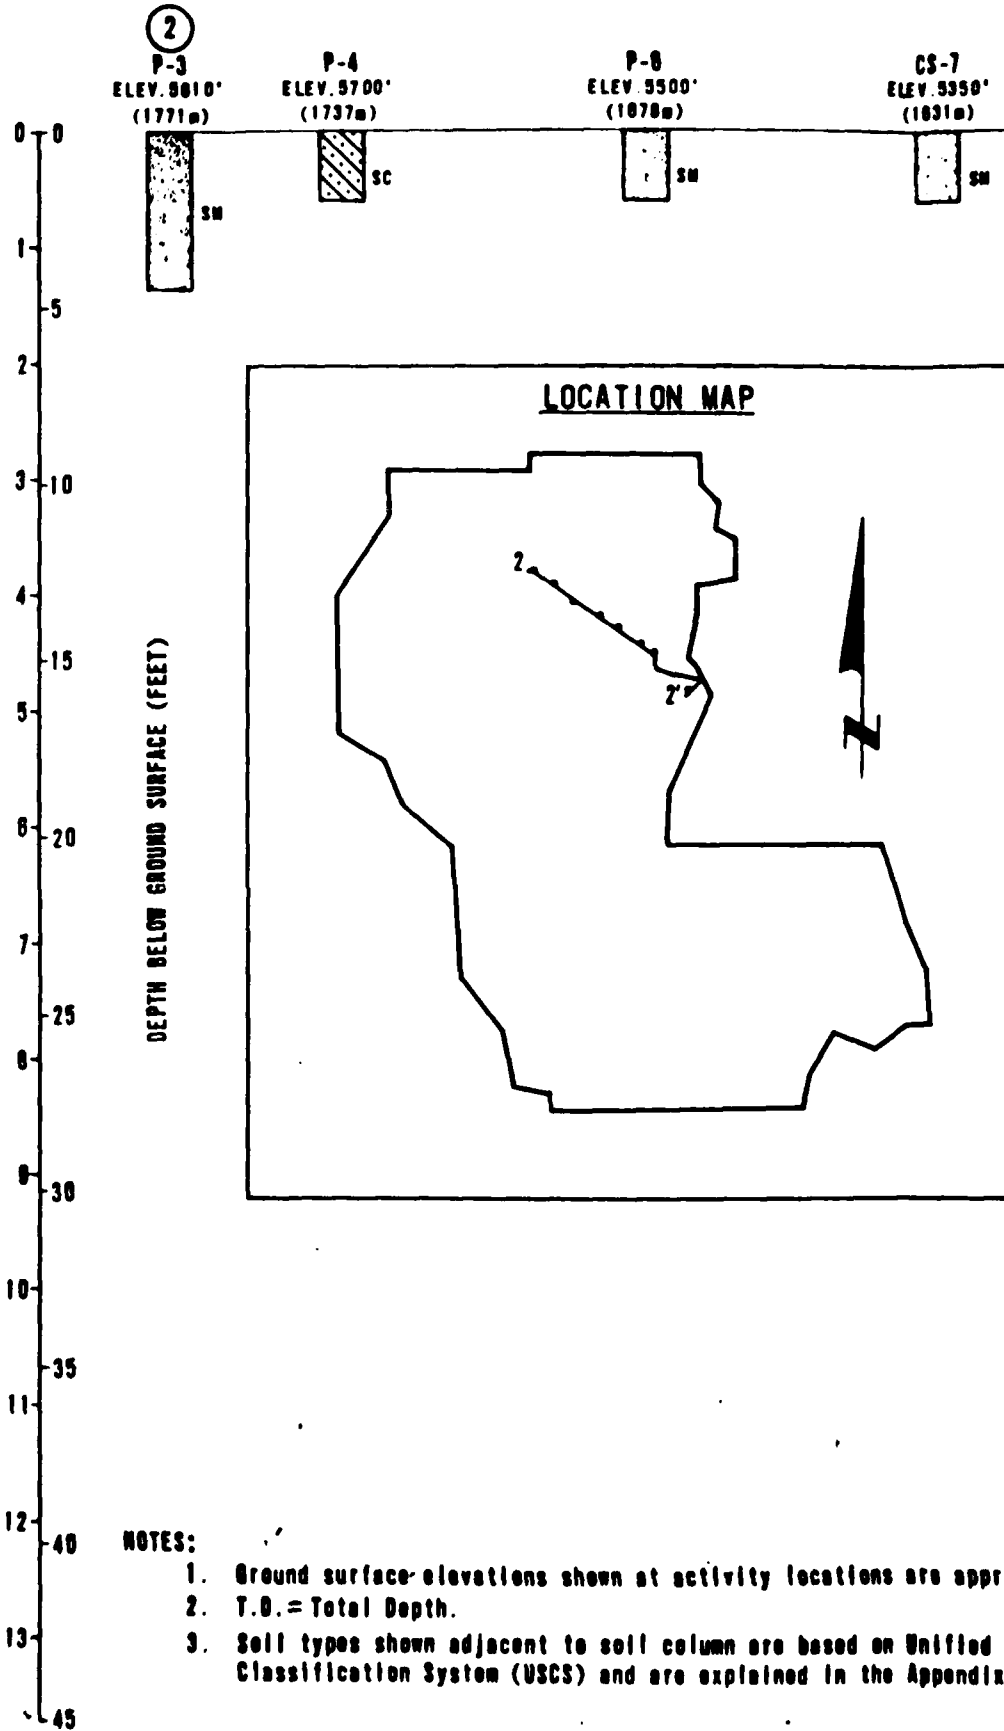 2
P-3
ELEV.5810'
(1771m)
P-4
ELEV.5700'
(1737m)
P-6
ELEV.5500'
(1676m)
CS-7
ELEV.5350'
(1631m)
0 0
SM
SC
SM
SM
1
5
2
LOCATION MAP
3
10
2
4
15
2'
5
N
DEPTH BELOW GROUND SURFACE (FEET)
6
20
7
25
8
9
30
10
35
11
12
40
NOTES:
1. Ground surface elevations shown at activity locations are appr
2. T.D.= Total Depth.
3. Soil types shown adjacent to soil column are based on Unified
Classification System (USCS) and are explained in the Appendix
13
45